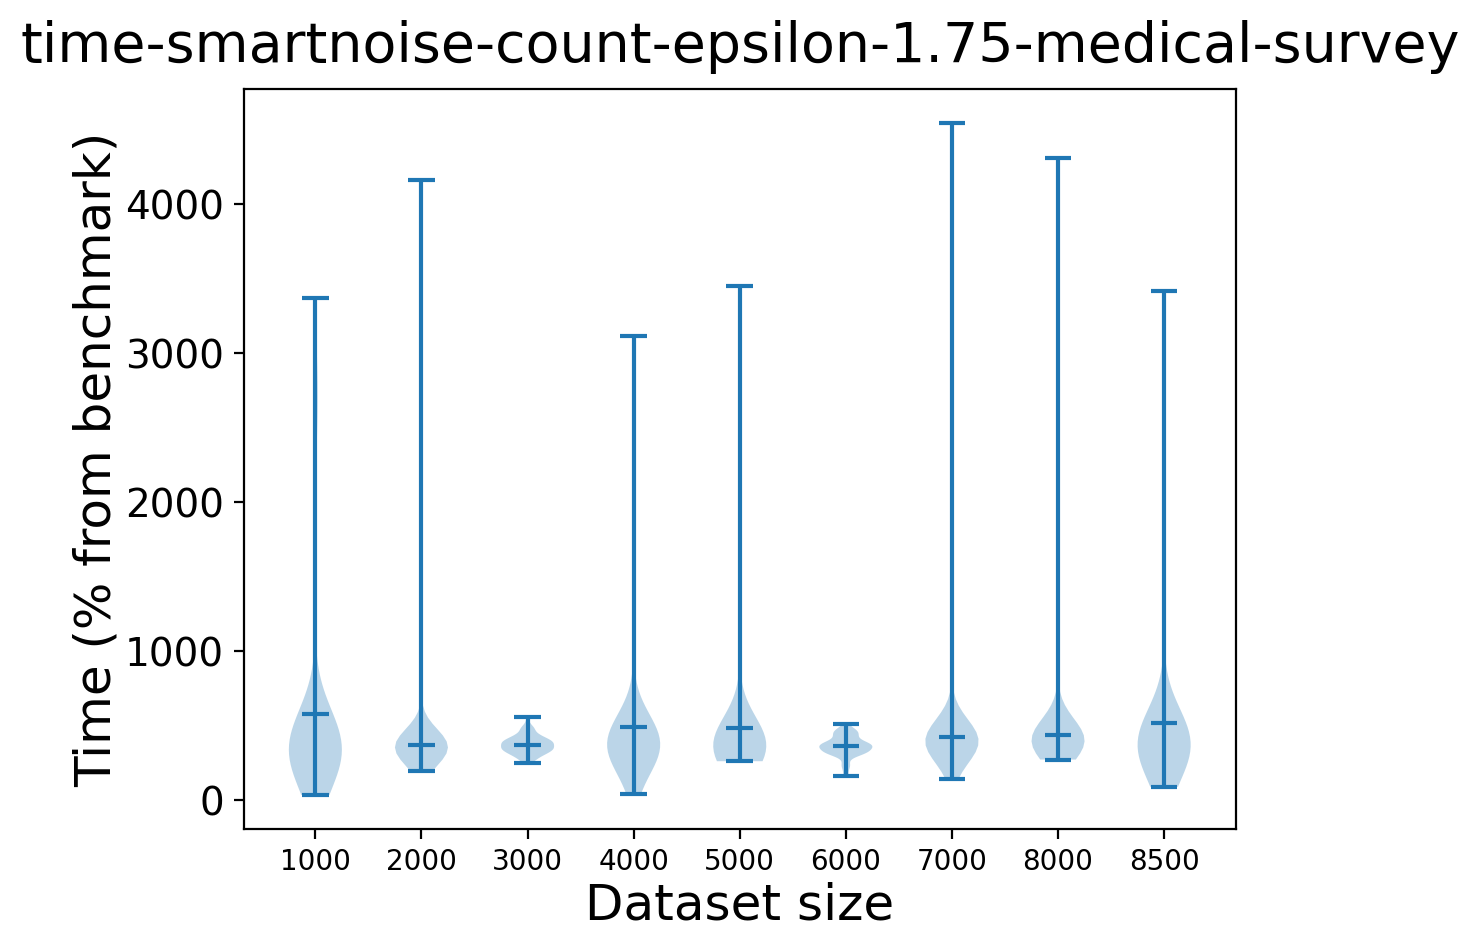 time-smartnoise-count-epsilon-1.75-medical-survey
Time (% from benchmark)
4000
3000
2000
1000
0
1000 2000 3000 4000 5000 6000 7000 8000 8500
Dataset size